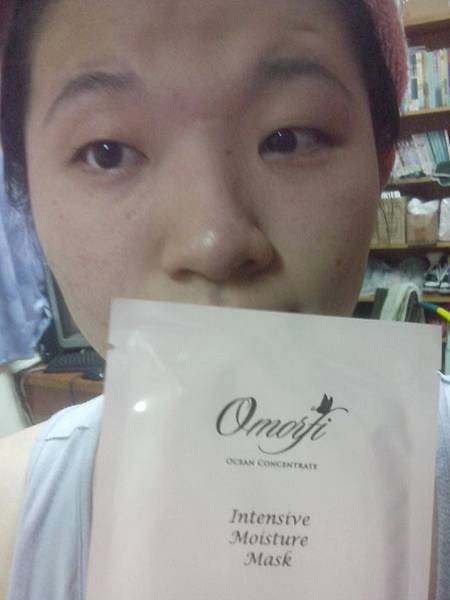 Omorfi
OCEAN CONCENTRATE
Intensive
Moisture
Mask